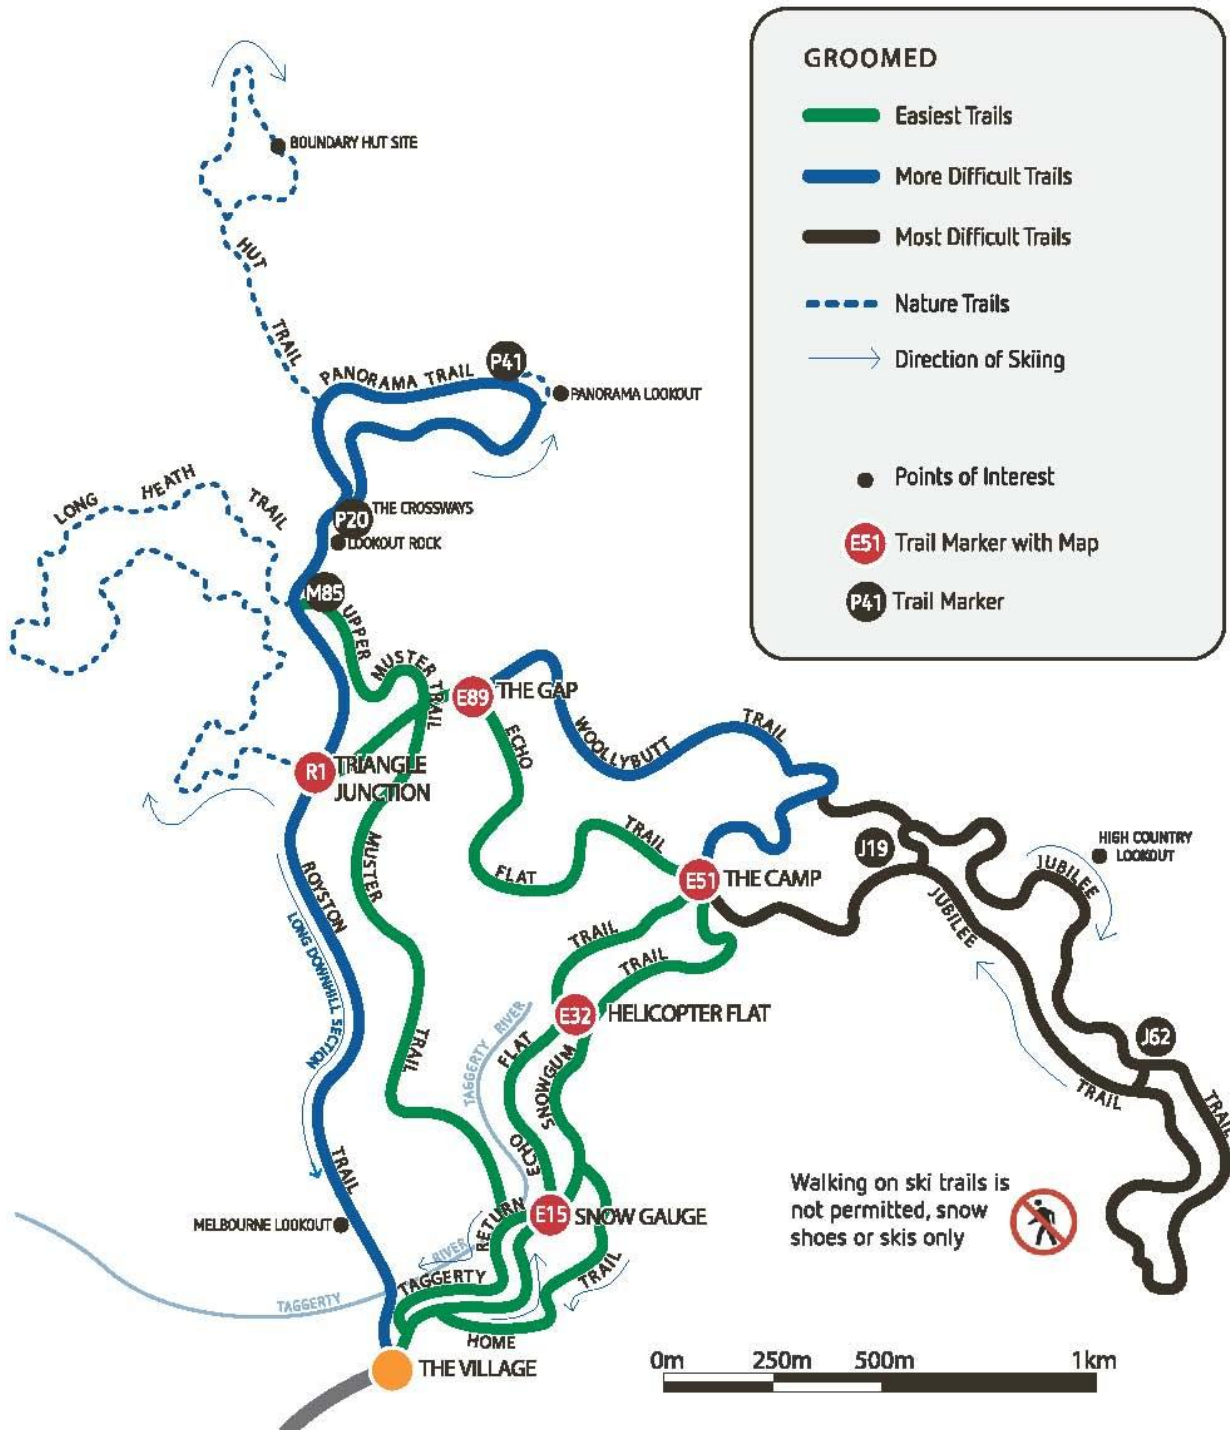 GROOMED
Easiest Trails
More Difficult Trails
Most Difficult Trails
Nature Trails
Direction of Skiing
Points of Interest
E51 Trail Marker with Map
P41 Trail Marker
BOUNDARY HUT SITE
HUT
TRAIL
PANORAMA TRAIL
P41
PANORAMA LOOKOUT
LONG
HEATH
TRAIL
P20
THE CROSSWAYS
LOOKOUT ROCK
M85
UPPER
MUSTER TRAIL
E89
THE GAP
ECHO
WOOLLYBUTT
TRAIL
R1
TRIANGLE
JUNCTION
MUSTER
FLAT
TRAIL
J19
HIGH COUNTRY
LOOKOUT
JUBILEE
E51
THE CAMP
ROYSTON
JUBILEE
LONG DOWNHILL SECTION
TRAIL
TRAIL
E32
HELICOPTER FLAT
TAGGERTY
RIVER
FLAT
SNOWGUM
TRAIL
J62
TRAIL
TRAIL
ECHO
TRAIL
MELBOURNE LOOKOUT
E15
SNOW GAUGE
RETURN
RIVER
TAGGERTY
TRAIL
TAGGERTY
HOME
THE VILLAGE
Walking on ski trails is
not permitted, snow
shoes or skis only
0m 250m 500m 1km